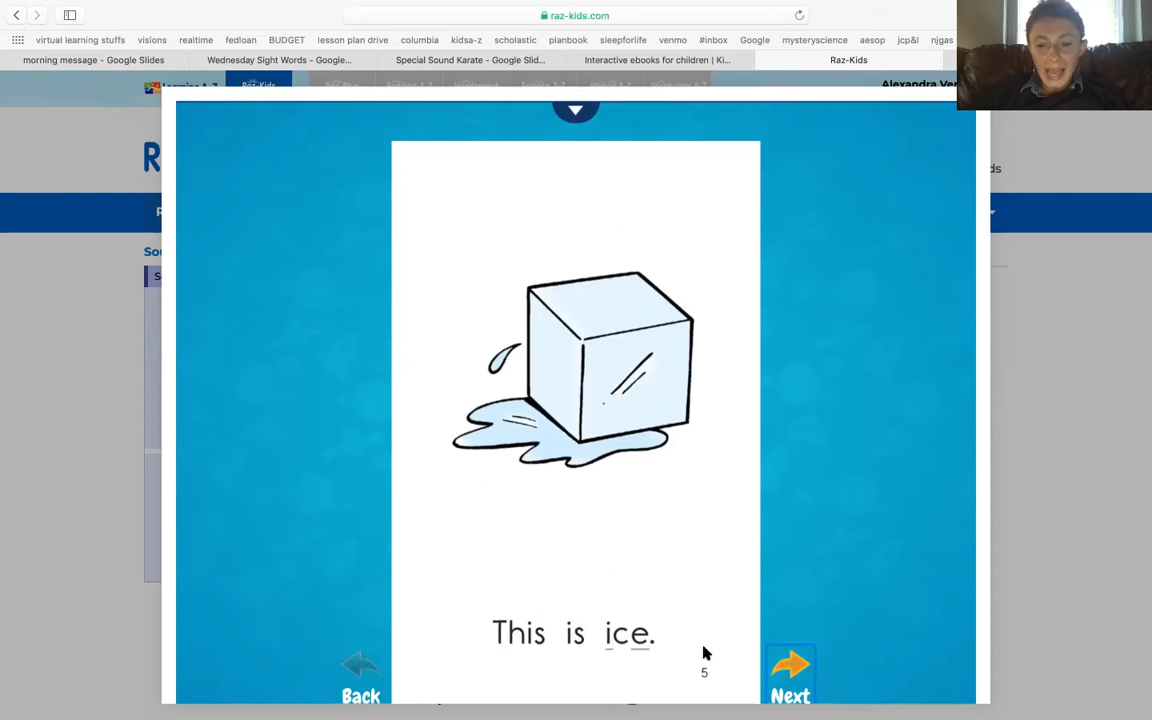 raz-kids.com
virtual learning stuffs visions realtime fedloan BUDGET lesson plan drive columbia kidsa-z scholastic planbook sleepforlife venmo #inbox Google mysteryscience aesop jcp&l njgas
morning message - Google Slides Wednesday Sight Words - Google... Special Sound Karate - Google Slid... Interactive ebooks for children | Ki... Raz-Kids
This is ice.
5
Back Next